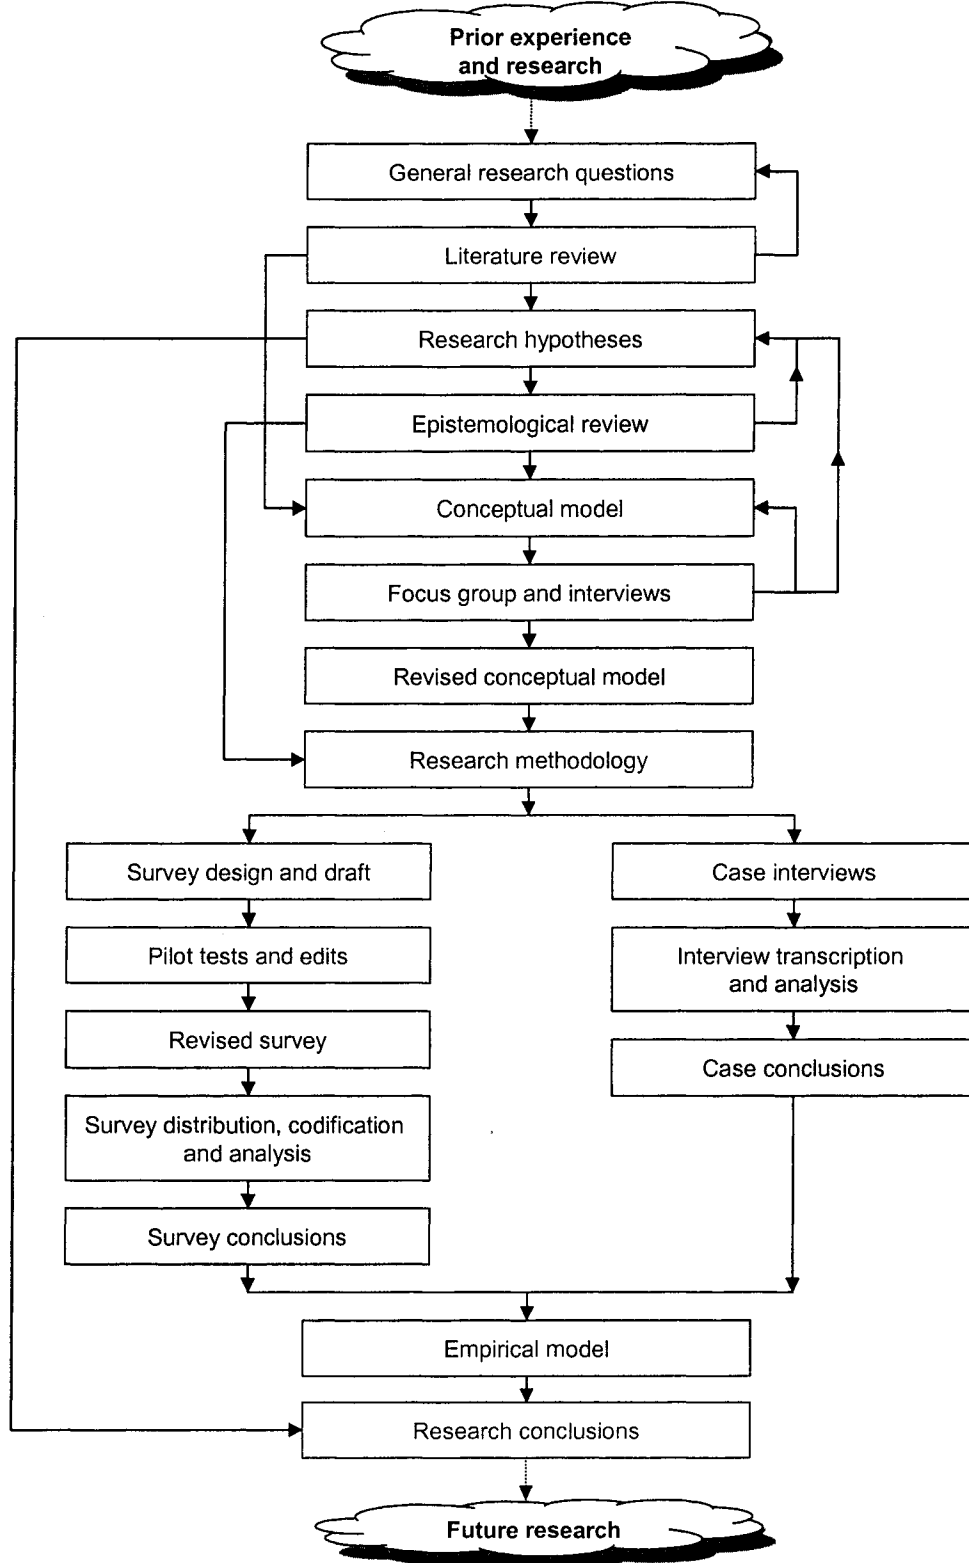 Prior experience
and research
General research questions
Literature review
Research hypotheses
Epistemological review
Conceptual model
Focus group and interviews
Revised conceptual model
Research methodology
Survey design and draft
Pilot tests and edits
Revised survey
Survey distribution, codification
and analysis
Survey conclusions
Case interviews
Interview transcription
and analysis
Case conclusions
Empirical model
Research conclusions
Future research